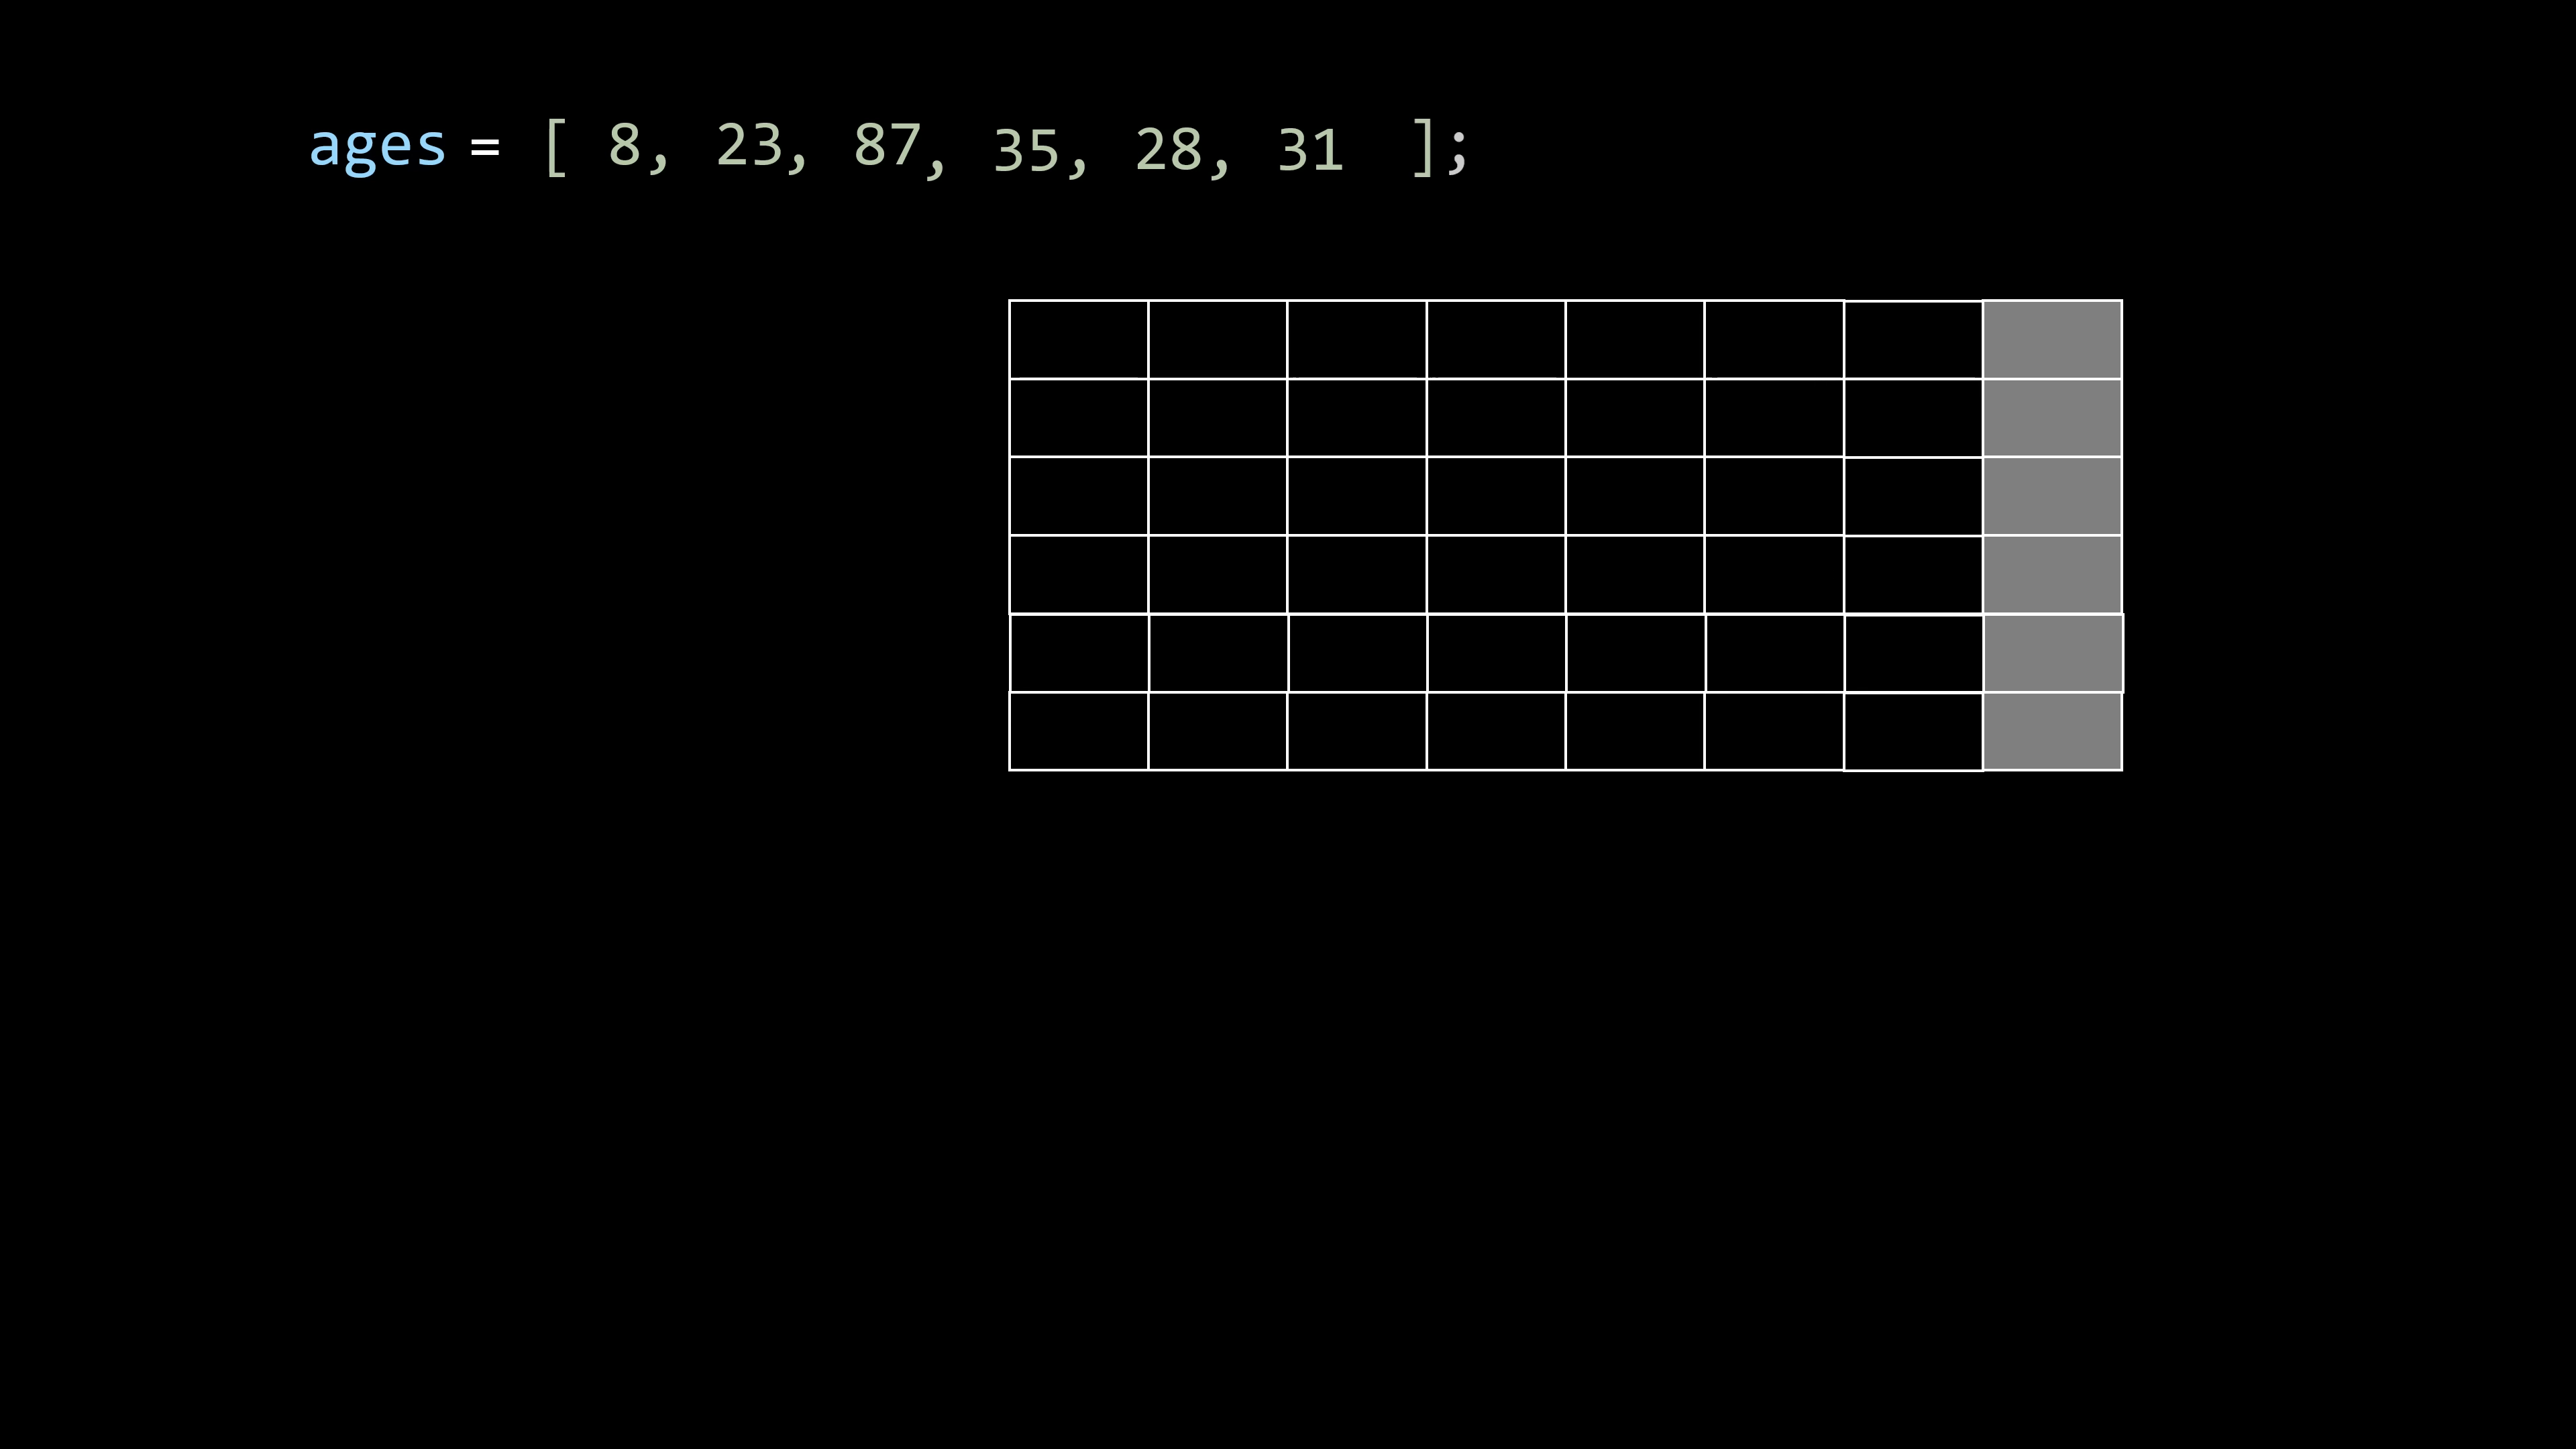 ages = [ 8, 23, 87, 35, 28, 31 ];